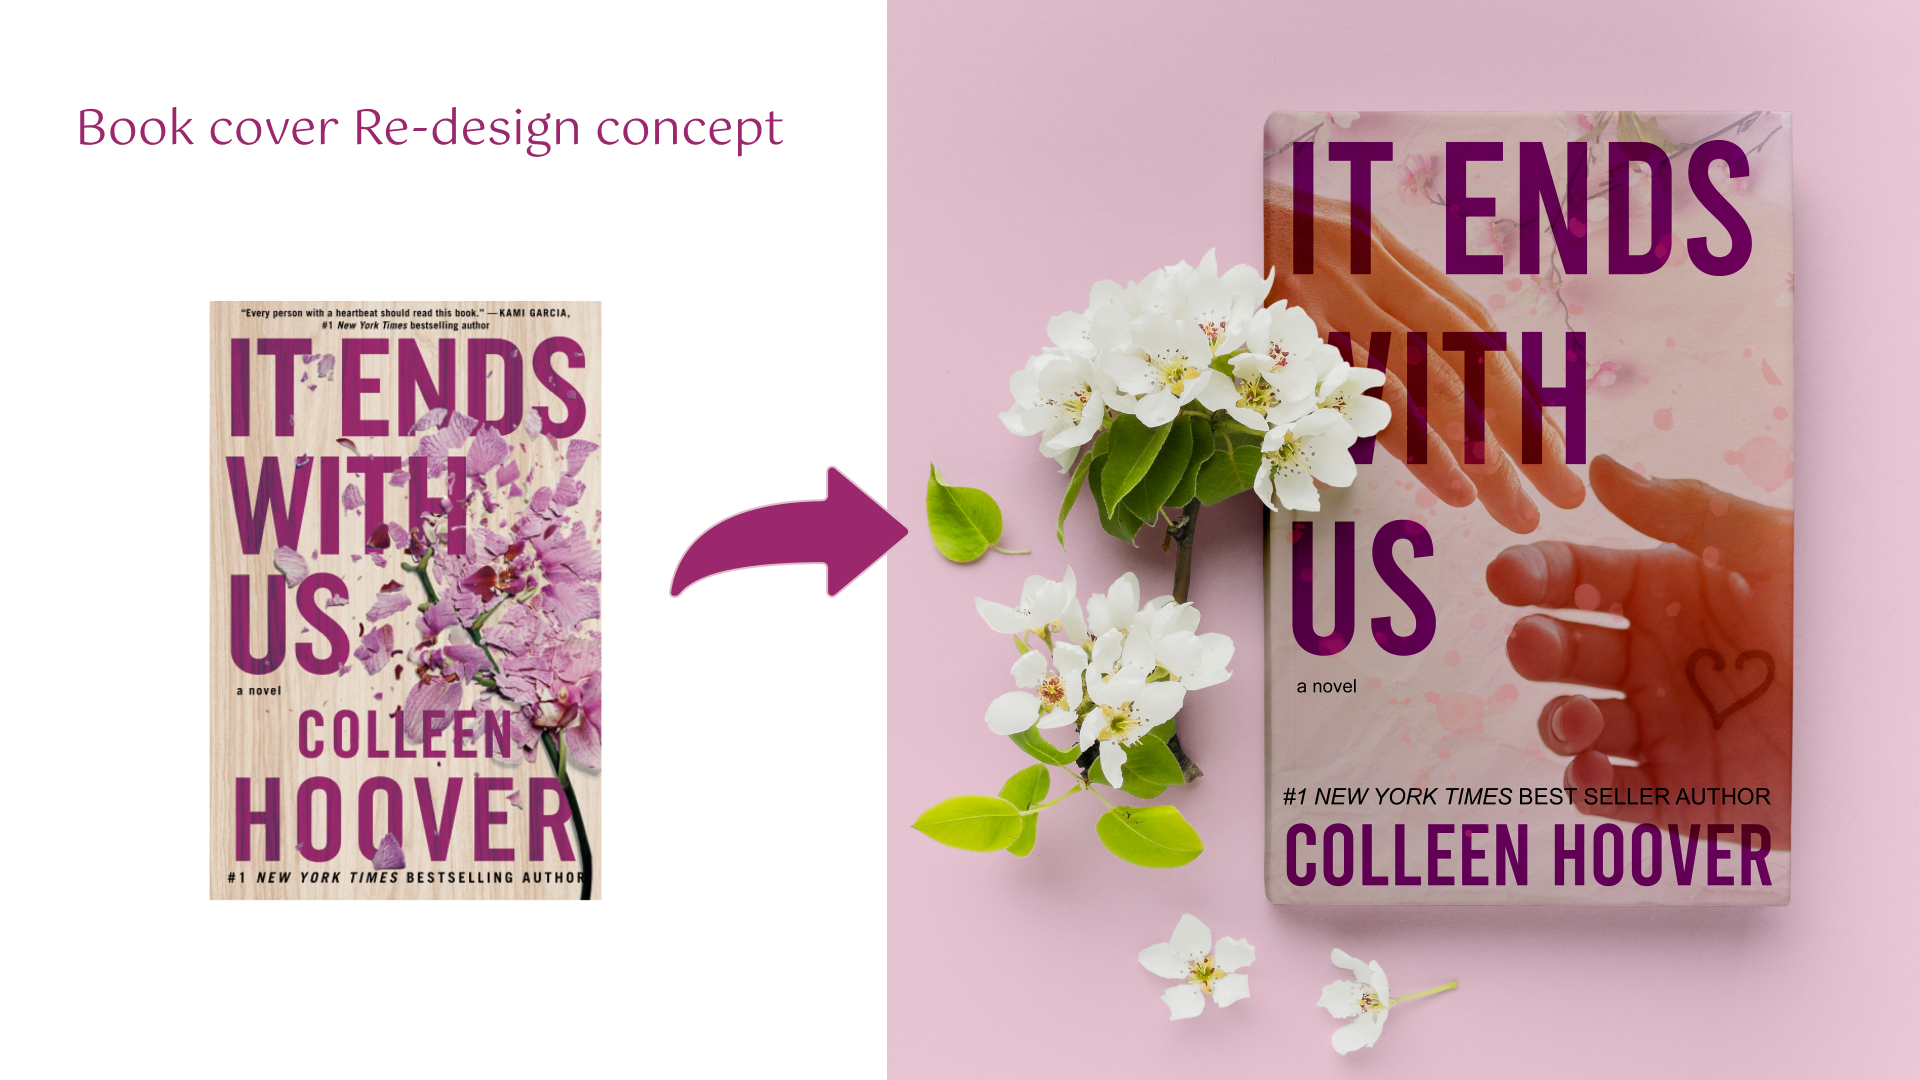 Book cover Re-design concept
“Every person with a heartbeat should read this book.” —KAMI GARCIA,
#1 New York Times bestselling author
IT ENDS
WITH
US
a novel
COLLEEN
HOOVER
#1 NEW YORK TIMES BESTSELLING AUTHOR
IT ENDS
WITH
US
a novel
#1 NEW YORK TIMES BEST SELLER AUTHOR
COLLEEN HOOVER